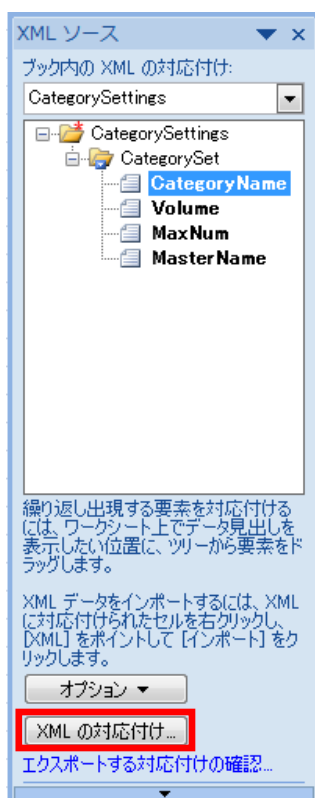 XML ソース
ブック内の XML の対応付け:
CategorySettings
CategorySettings
CategorySet
CategoryName
Volume
MaxNum
MasterName
繰り返し出現する要素を対応付ける
には、ワークシート上でデータ見出しを
表示したい位置に、ツリーから要素をド
ラッグします。
XML データをインポートするには、XML
に対応付けられたセルを右クリックし、
[XML] をポイントして [インポート] をク
リックします。
オプション ▼
XML の対応付け...
エクスポートする対応付けの確認...